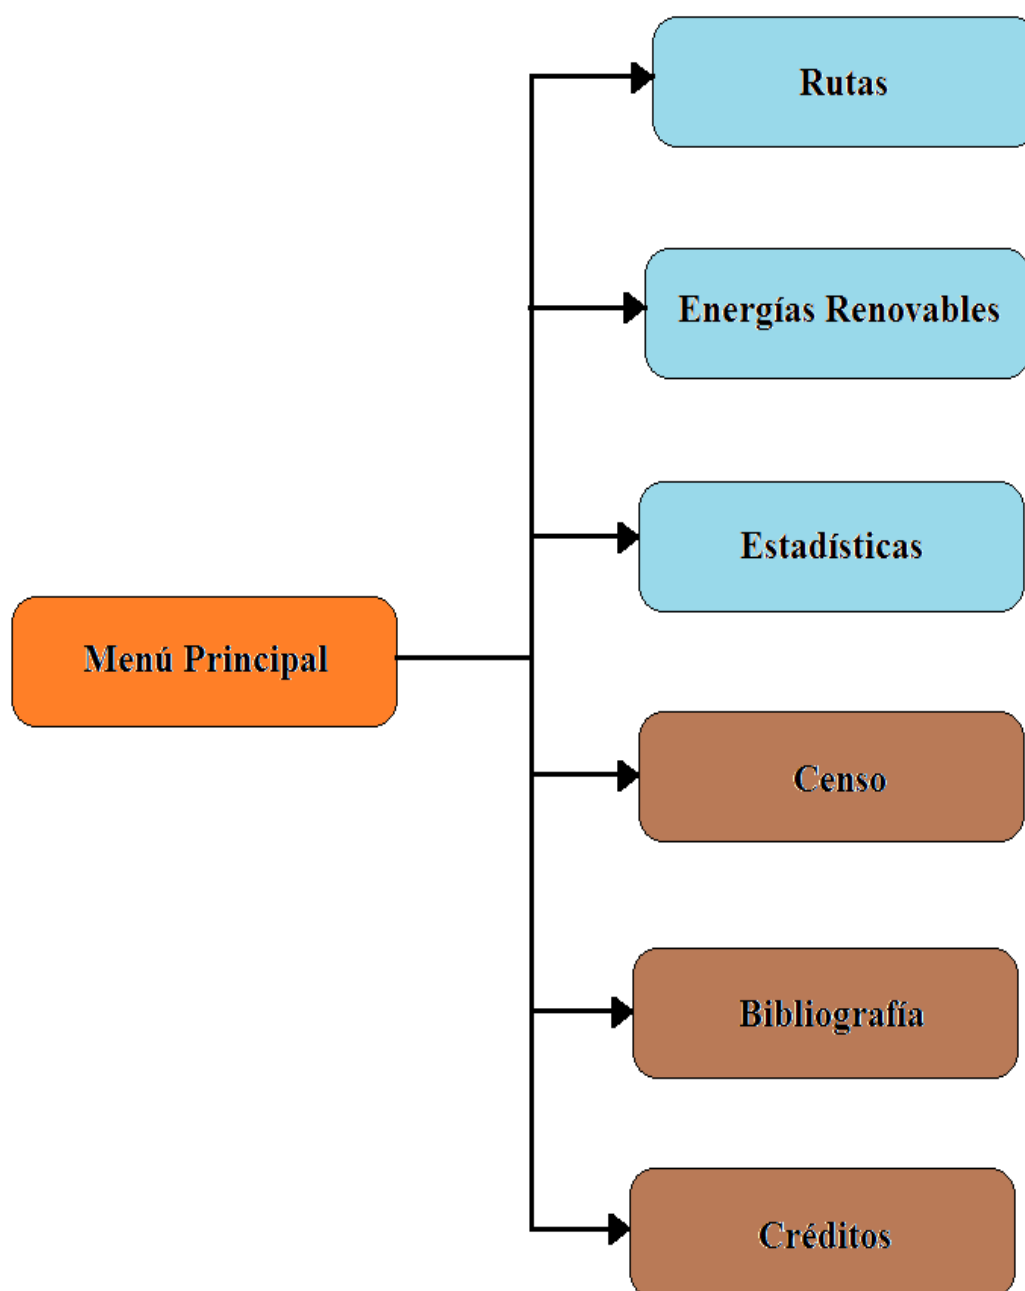 Rutas
Energías Renovables
Estadísticas
Menú Principal
Censo
Bibliografía
Créditos